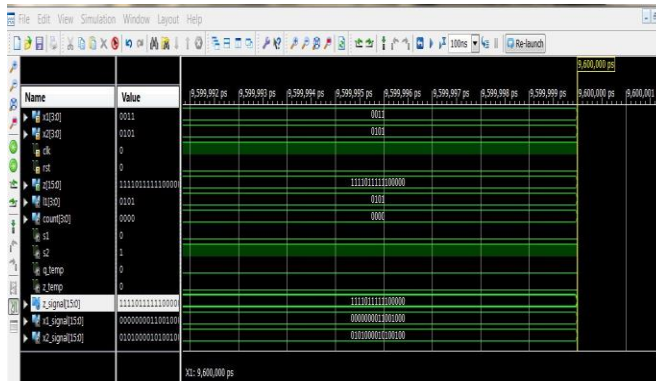 File Edit View Simulation Window Layout Help
100ns Re-launch
9,600,000 ps
9,599,992 ps 9,599,993 ps 9,599,994 ps 9,599,995 ps 9,599,996 ps 9,599,997 ps 9,599,998 ps 9,599,999 ps 9,600,000 ps 9,600,001
Name Value
x1[3:0] 0011 0011
x2[3:0] 0101 0101
clk 0
rst 0
z[15:0] 1111011111100000
l1[3:0] 0101 0101
count[3:0] 0000 0000
s1 0
s2 1
q_temp 0
z_temp 0
z_signal[15:0] 1111011111100000
x1_signal[15:0] 0000000011001000
x2_signal[15:0] 0101000010100100
X1: 9,600,000 ps